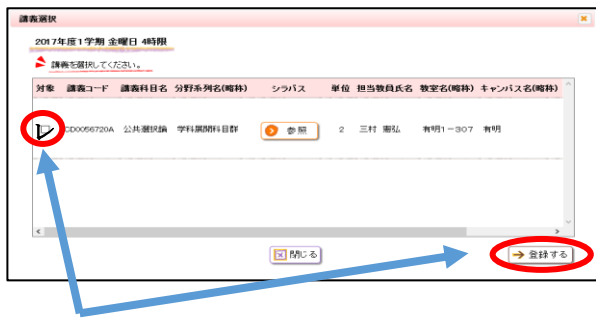 講義選択
2017年度1学期 金曜日 4時限
講義を選択してください。
対象 講義コード 講義科目名 分野系列名(略称) シラバス 単位 担当教員氏名 教室名(略称) キャンパス名(略称)
CD0056720A 公共選択論 学科展開科目群 参照 2 三村 憲弘 有明1－307 有明
閉じる 登録する